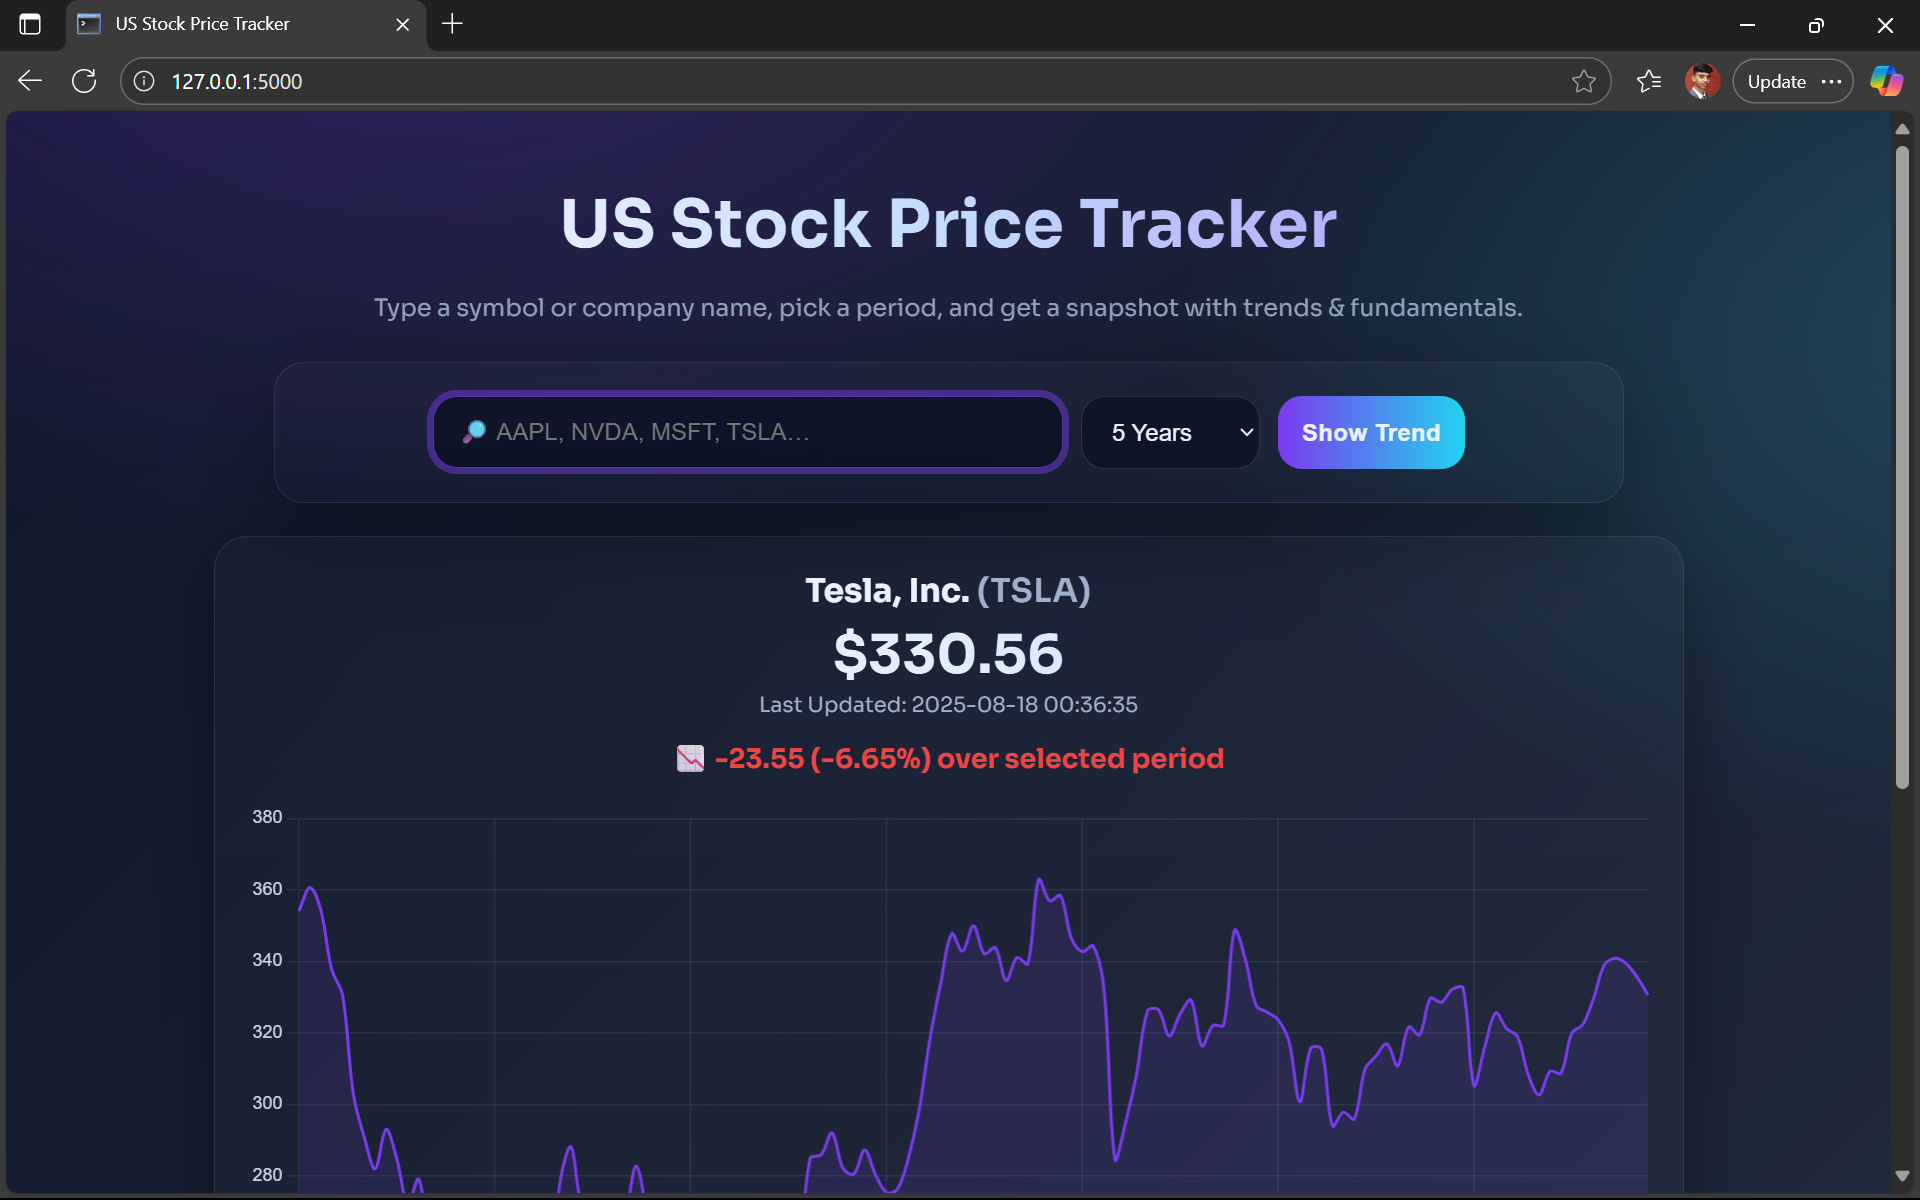 US Stock Price Tracker
127.0.0.1:5000
Update
US Stock Price Tracker
Type a symbol or company name, pick a period, and get a snapshot with trends & fundamentals.
AAPL, NVDA, MSFT, TSLA...
5 Years
Show Trend
Tesla, Inc. (TSLA)
$330.56
Last Updated: 2025-08-18 00:36:35
-23.55 (-6.65%) over selected period
380
360
340
320
300
280